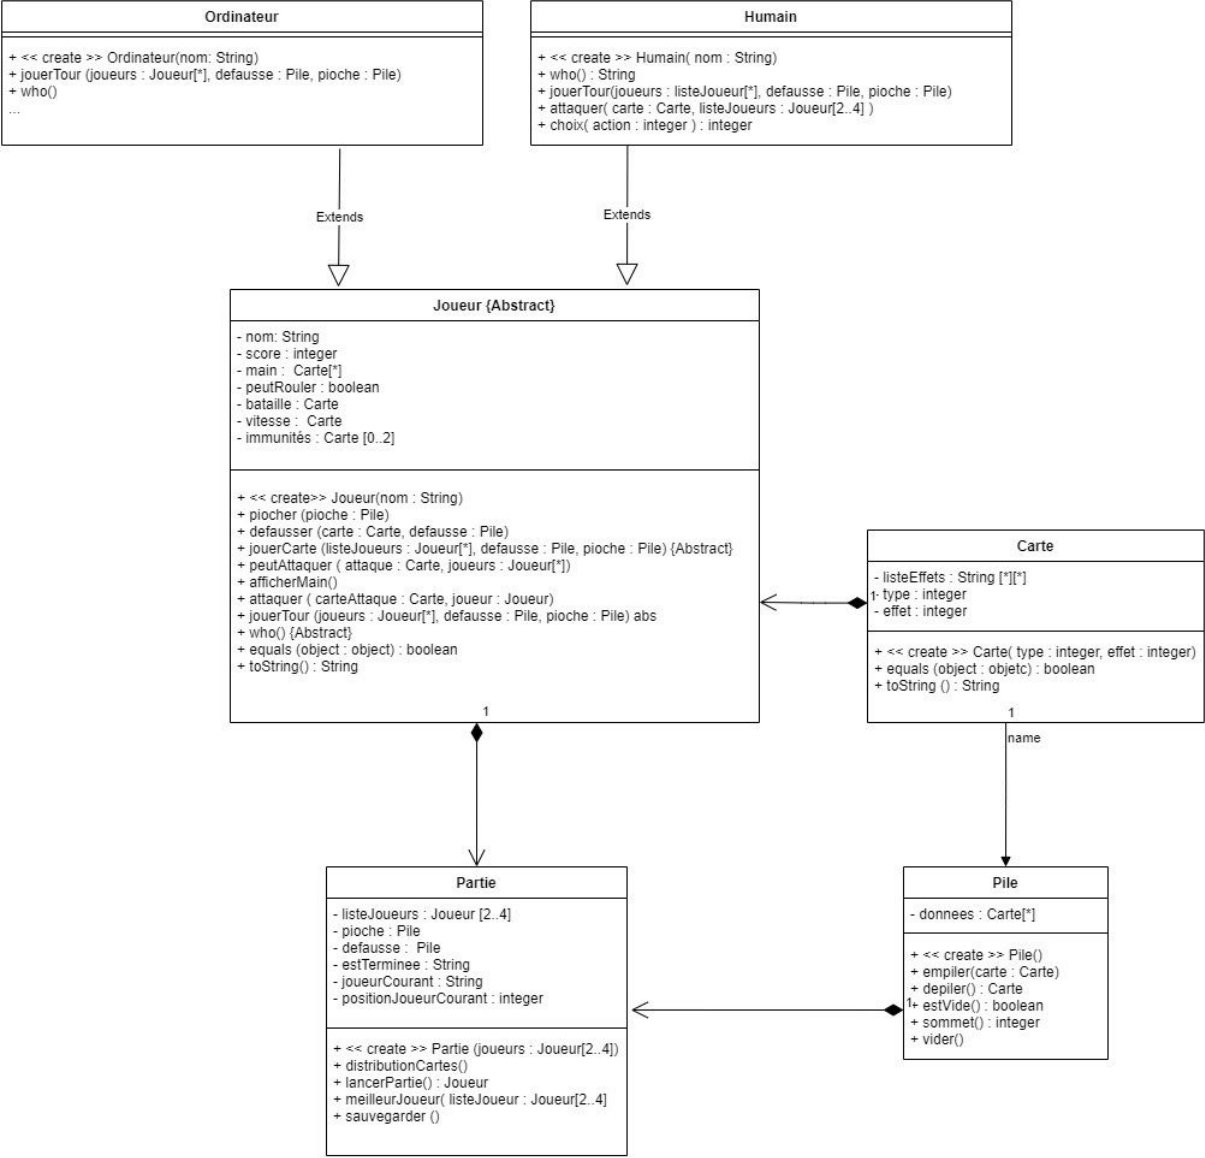 Ordinateur
+ << create >> Ordinateur(nom: String)
+ jouerTour (joueurs : Joueur[*], defausse : Pile, pioche : Pile)
+ who()
...
Humain
+ << create >> Humain( nom : String)
+ who() : String
+ jouerTour(joueurs : listeJoueur[*], defausse : Pile, pioche : Pile)
+ attaquer( carte : Carte, listeJoueurs : Joueur[2..4] )
+ choix( action : integer ) : integer
Extends
Extends
Joueur {Abstract}
- nom: String
- score : integer
- main :  Carte[*]
- peutRouler : boolean
- bataille : Carte
- vitesse :  Carte
- immunités : Carte [0..2]
+ << create>> Joueur(nom : String)
+ piocher (pioche : Pile)
+ defausser (carte : Carte, defausse : Pile)
+ jouerCarte (listeJoueurs : Joueur[*], defausse : Pile, pioche : Pile) {Abstract}
+ peutAttaquer ( attaque : Carte, joueurs : Joueur[*])
+ afficherMain()
+ attaquer ( carteAttaque : Carte, joueur : Joueur)
+ jouerTour (joueurs : Joueur[*], defausse : Pile, pioche : Pile) abs
+ who() {Abstract}
+ equals (object : object) : boolean
+ toString() : String
1
Carte
- listeEffets : String [*][*]
1
- type : integer
- effet : integer
+ << create >> Carte( type : integer, effet : integer)
+ equals (object : objetc) : boolean
+ toString () : String
1
name
Partie
- listeJoueurs : Joueur [2..4]
- pioche : Pile
- defausse :  Pile
- estTerminee : String
- joueurCourant : String
- positionJoueurCourant : integer
+ << create >> Partie (joueurs : Joueur[2..4])
+ distributionCartes()
+ lancerPartie() : Joueur
+ meilleurJoueur( listeJoueur : Joueur[2..4]
+ sauvegarder ()
Pile
- donnees : Carte[*]
+ << create >> Pile()
+ empiler(carte : Carte)
+ depiler() : Carte
1
+ estVide() : boolean
+ sommet() : integer
+ vider()